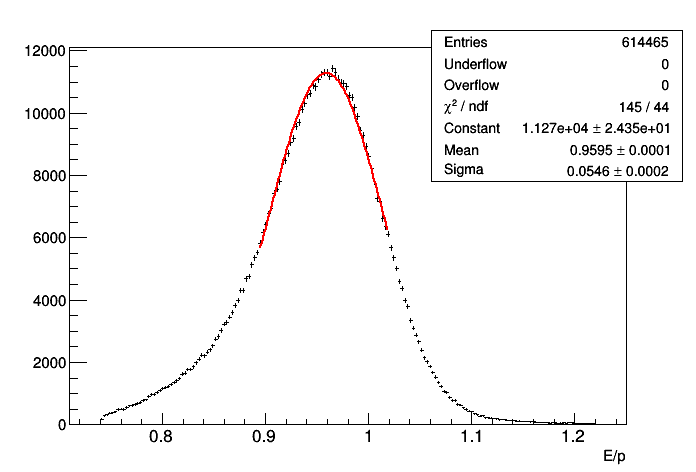 Entries 614465
Underflow 0
Overflow 0
χ² / ndf 145 / 44
Constant 1.127e+04 ± 2.435e+01
Mean 0.9595 ± 0.0001
Sigma 0.0546 ± 0.0002
12000
10000
8000
6000
4000
2000
0
0.8 0.9 1 1.1 1.2
E/p